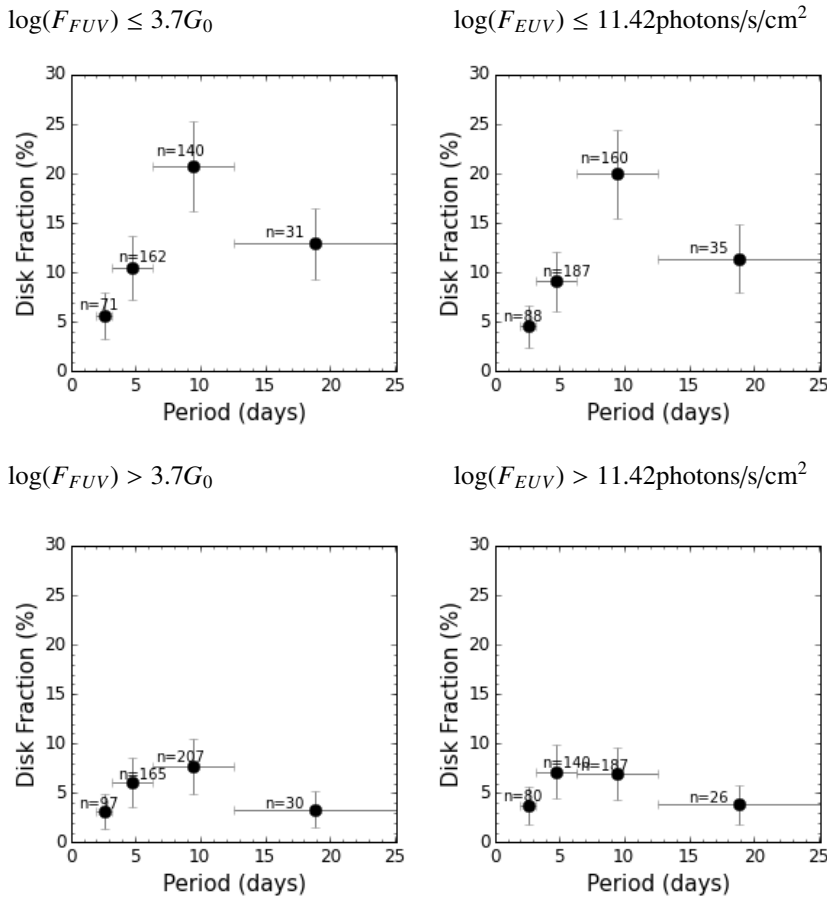 log(F_FUV) ≤ 3.7G_0
log(F_EUV) ≤ 11.42photons/s/cm^2
30
25
20
15
10
5
0
Disk Fraction (%)
n=71
n=162
n=140
n=31
0 5 10 15 20 25
Period (days)
30
25
20
15
10
5
0
Disk Fraction (%)
n=88
n=187
n=160
n=35
0 5 10 15 20 25
Period (days)
log(F_FUV) > 3.7G_0
log(F_EUV) > 11.42photons/s/cm^2
30
25
20
15
10
5
0
Disk Fraction (%)
n=97
n=165
n=207
n=30
0 5 10 15 20 25
Period (days)
30
25
20
15
10
5
0
Disk Fraction (%)
n=80
n=140
n=187
n=26
0 5 10 15 20 25
Period (days)